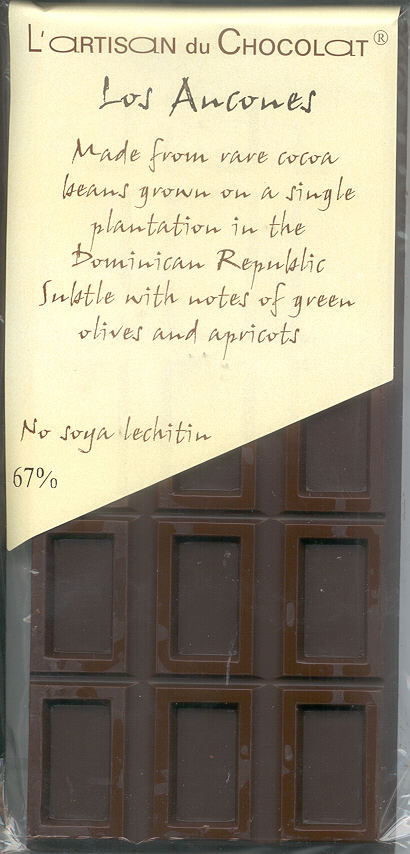 L'ARTISAN du CHOCOLAT®
Los Ancones
Made from rare cocoa
beans grown on a single
plantation in the
Dominican Republic
Subtle with notes of green
olives and apricots
No soya lechitin
67%